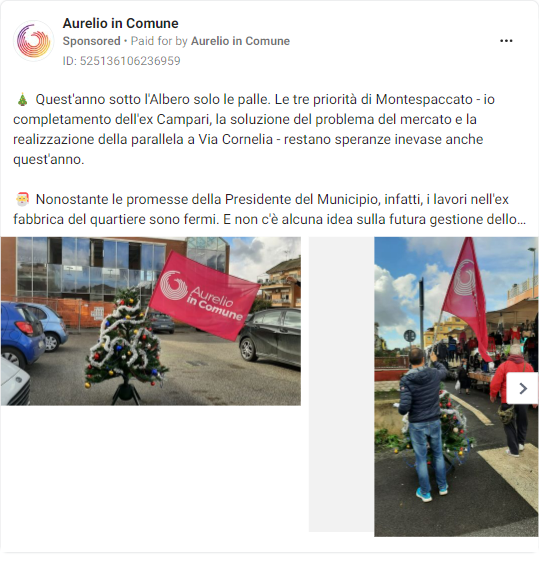 Aurelio in Comune
Sponsored • Paid for by Aurelio in Comune
ID: 525136106236959
🎄 Quest'anno sotto l'Albero solo le palle. Le tre priorità di Montespaccato - io
completamento dell'ex Campari, la soluzione del problema del mercato e la
realizzazione della parallela a Via Cornelia - restano speranze inevase anche
quest'anno.
🎅 Nonostante le promesse della Presidente del Municipio, infatti, i lavori nell'ex
fabbrica del quartiere sono fermi. E non c'è alcuna idea sulla futura gestione dello...
Aurelio
in Comune